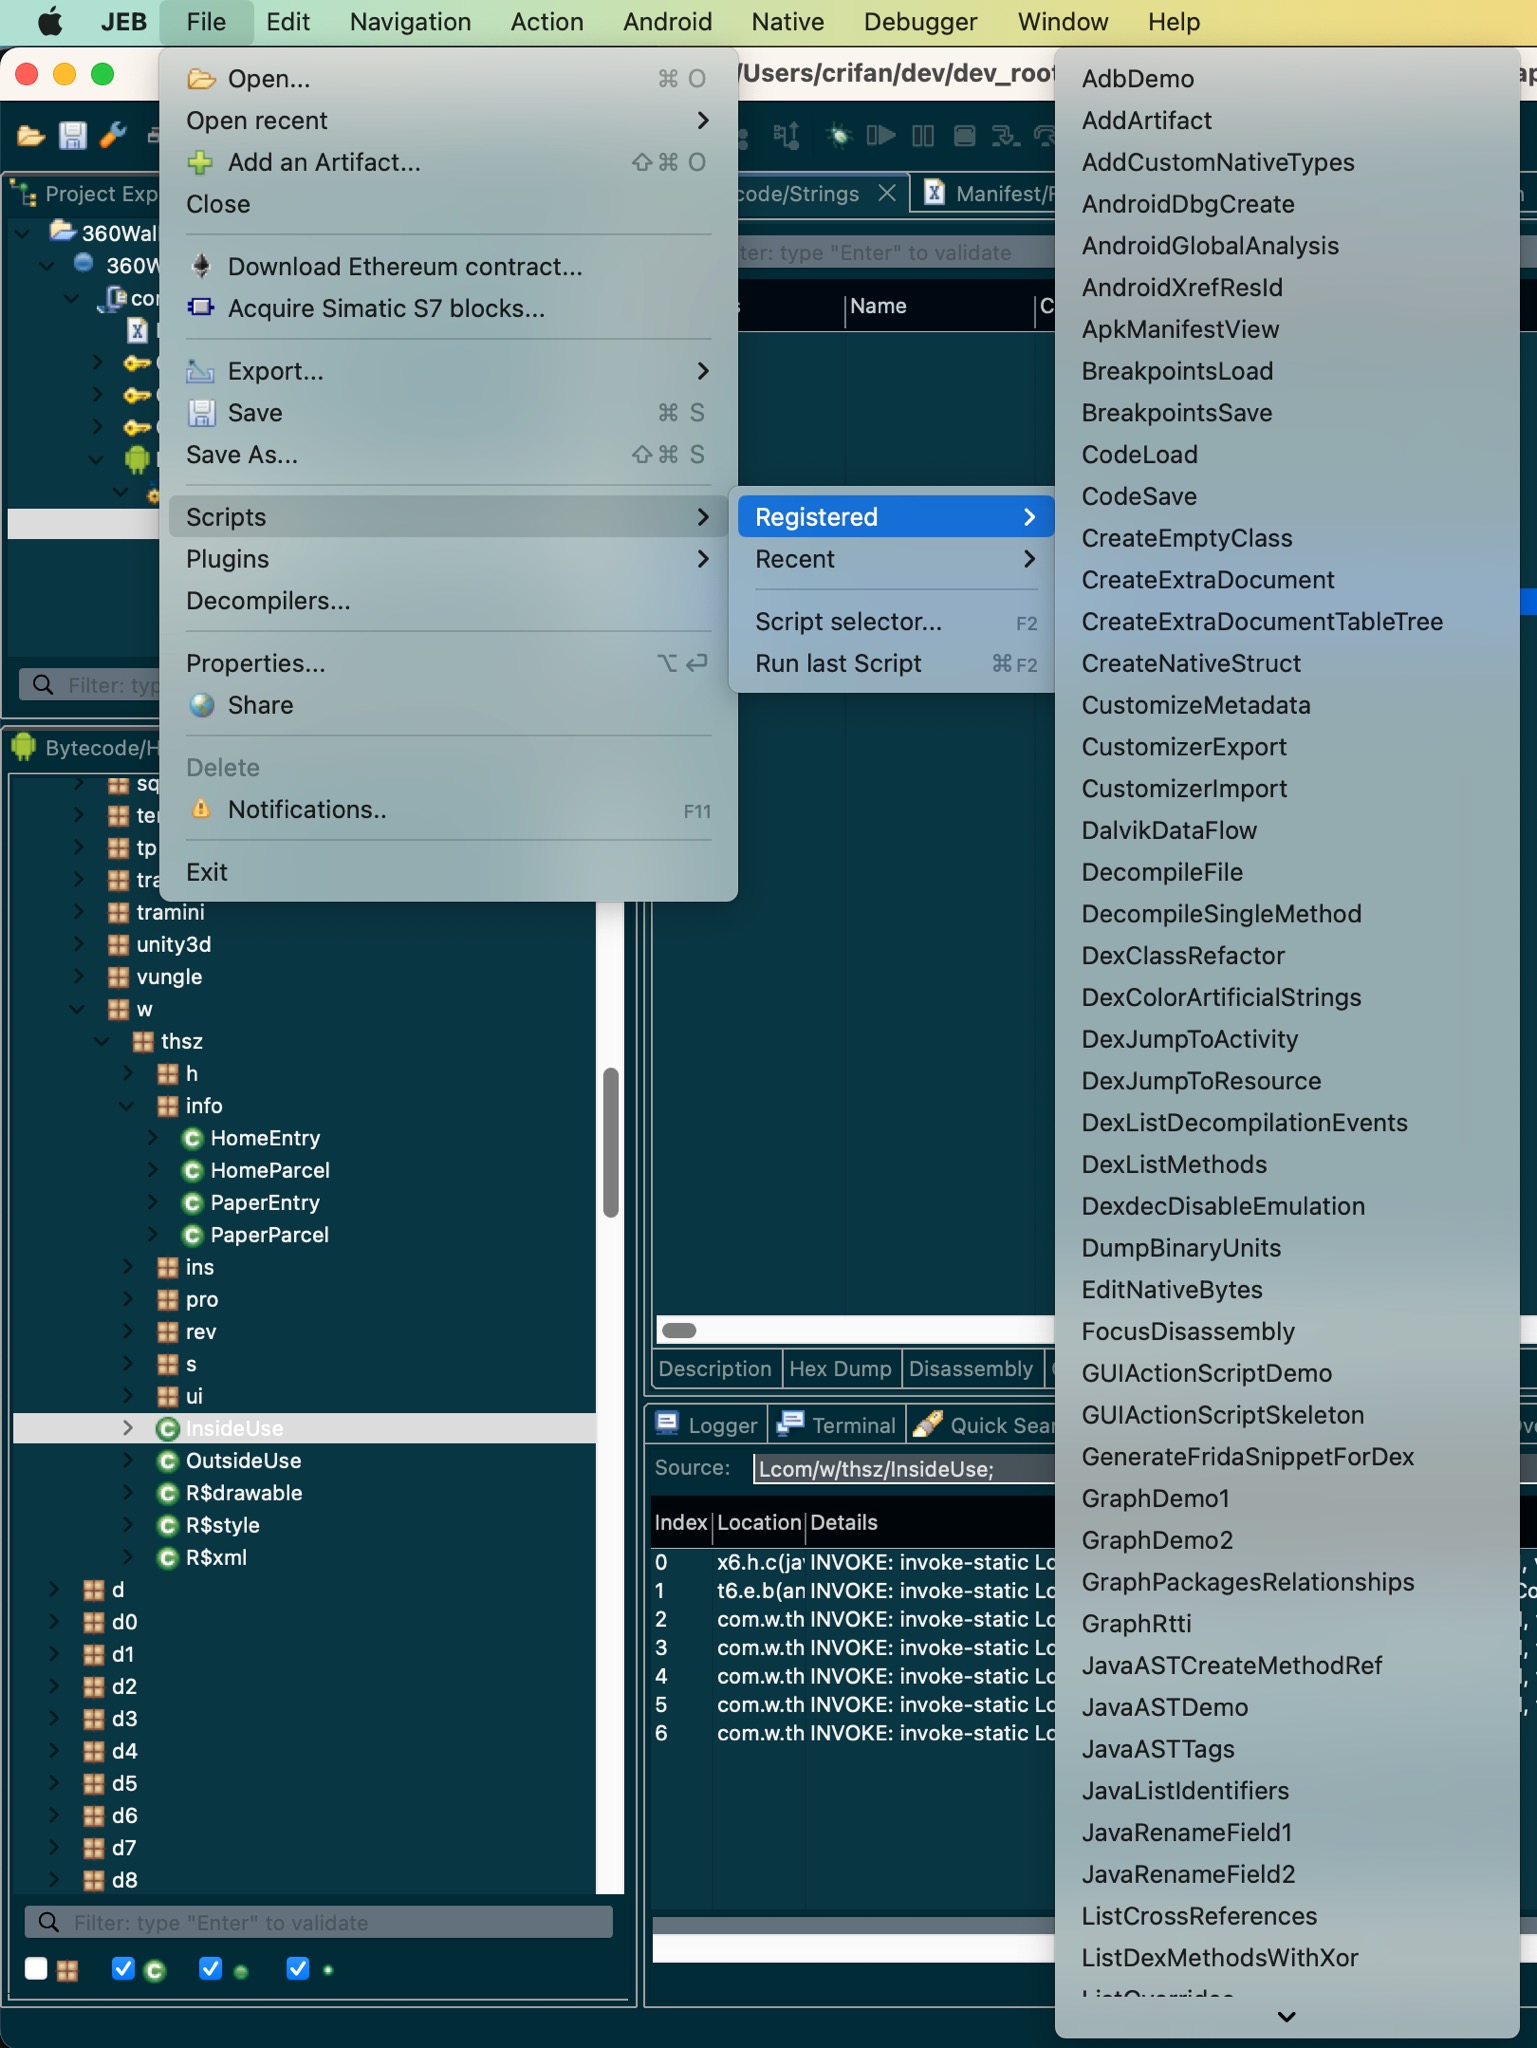 JEB File Edit Navigation Action Android Native Debugger Window Help
Open... ⌘ O
Open recent
Add an Artifact... ⇧⌘ O
Close
Download Ethereum contract...
Acquire Simatic S7 blocks...
Export...
Save ⌘ S
Save As... ⇧⌘ S
Scripts
Plugins
Decompilers...
Properties... ⌥↩
Share
Delete
Notifications.. F11
Exit
Registered
Recent
Script selector... F2
Run last Script ⌘F2
AdbDemo
AddArtifact
AddCustomNativeTypes
AndroidDbgCreate
AndroidGlobalAnalysis
AndroidXrefResId
ApkManifestView
BreakpointsLoad
BreakpointsSave
CodeLoad
CodeSave
CreateEmptyClass
CreateExtraDocument
CreateExtraDocumentTableTree
CreateNativeStruct
CustomizeMetadata
CustomizerExport
CustomizerImport
DalvikDataFlow
DecompileFile
DecompileSingleMethod
DexClassRefactor
DexColorArtificialStrings
DexJumpToActivity
DexJumpToResource
DexListDecompilationEvents
DexListMethods
DexdecDisableEmulation
DumpBinaryUnits
EditNativeBytes
FocusDisassembly
GUIActionScriptDemo
GUIActionScriptSkeleton
GenerateFridaSnippetForDex
GraphDemo1
GraphDemo2
GraphPackagesRelationships
GraphRtti
JavaASTCreateMethodRef
JavaASTDemo
JavaASTTags
JavaListIdentifiers
JavaRenameField1
JavaRenameField2
ListCrossReferences
ListDexMethodsWithXor
/Users/crifan/dev/dev_root
Project Exp
360Wal
360W
Filter: typ
code/Strings
Manifest/
ter: type "Enter" to validate
Name
Bytecode/H
sq
te
tp
tra
tramini
unity3d
vungle
w
thsz
h
info
HomeEntry
HomeParcel
PaperEntry
PaperParcel
ins
pro
rev
s
ui
InsideUse
OutsideUse
R$drawable
R$style
R$xml
d
d0
d1
d2
d3
d4
d5
d6
d7
d8
Filter: type "Enter" to validate
Description Hex Dump Disassembly
Logger Terminal Quick Sear
Source: Lcom/w/thsz/InsideUse;
Index Location Details
0 x6.h.c(ja INVOKE: invoke-static Lc
1 t6.e.b(an INVOKE: invoke-static Lc
2 com.w.th INVOKE: invoke-static Lc
3 com.w.th INVOKE: invoke-static Lc
4 com.w.th INVOKE: invoke-static Lc
5 com.w.th INVOKE: invoke-static Lc
6 com.w.th INVOKE: invoke-static Lc